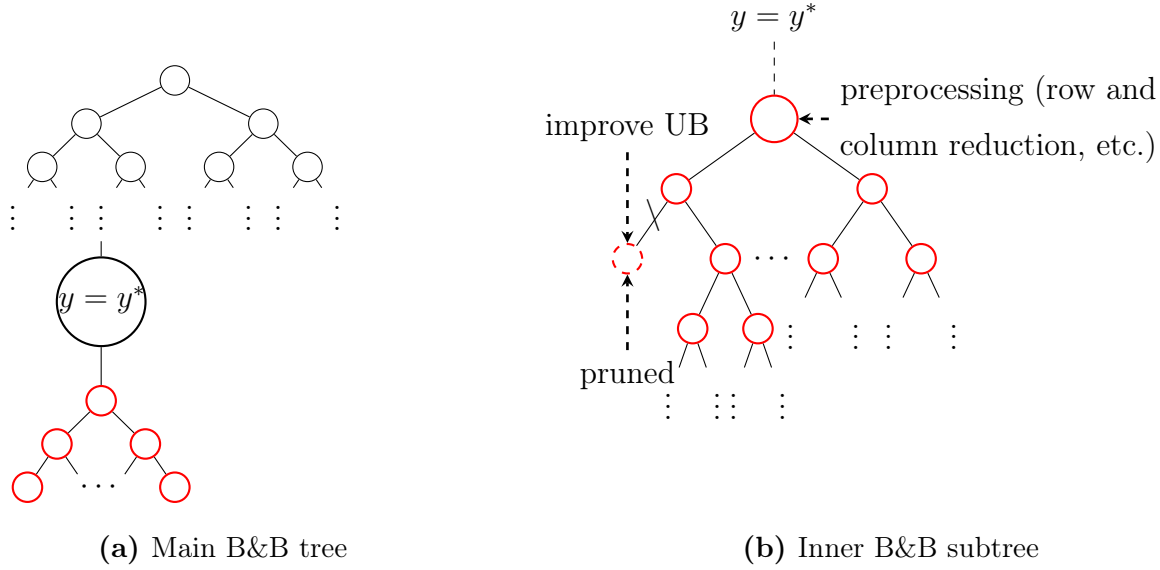 y = y*
preprocessing (row and
improve UB
column reduction, etc.)
y = y*
pruned
(a) Main B&B tree
(b) Inner B&B subtree